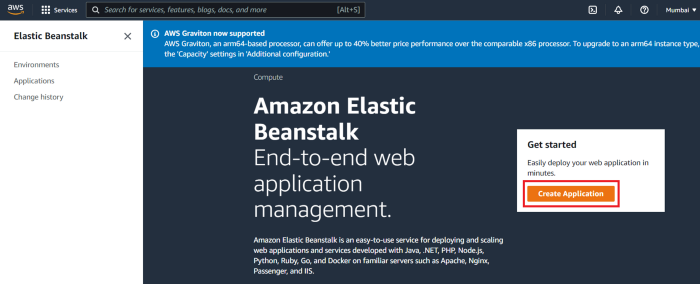 aws
Services
Search for services, features, blogs, docs, and more
[Alt+S]
Mumbai
Elastic Beanstalk
Environments
Applications
Change history
AWS Graviton now supported
AWS Graviton, an arm64-based processor, can offer up to 40% better price performance over the comparable x86 processor. To upgrade to an arm64 instance type,
the 'Capacity' settings in 'Additional configuration.'
Compute
Amazon Elastic
Beanstalk
End-to-end web
application
management.
Amazon Elastic Beanstalk is an easy-to-use service for deploying and scaling
web applications and services developed with Java, .NET, PHP, Node.js,
Python, Ruby, Go, and Docker on familiar servers such as Apache, Nginx,
Passenger, and IIS.
Get started
Easily deploy your web application in
minutes.
Create Application